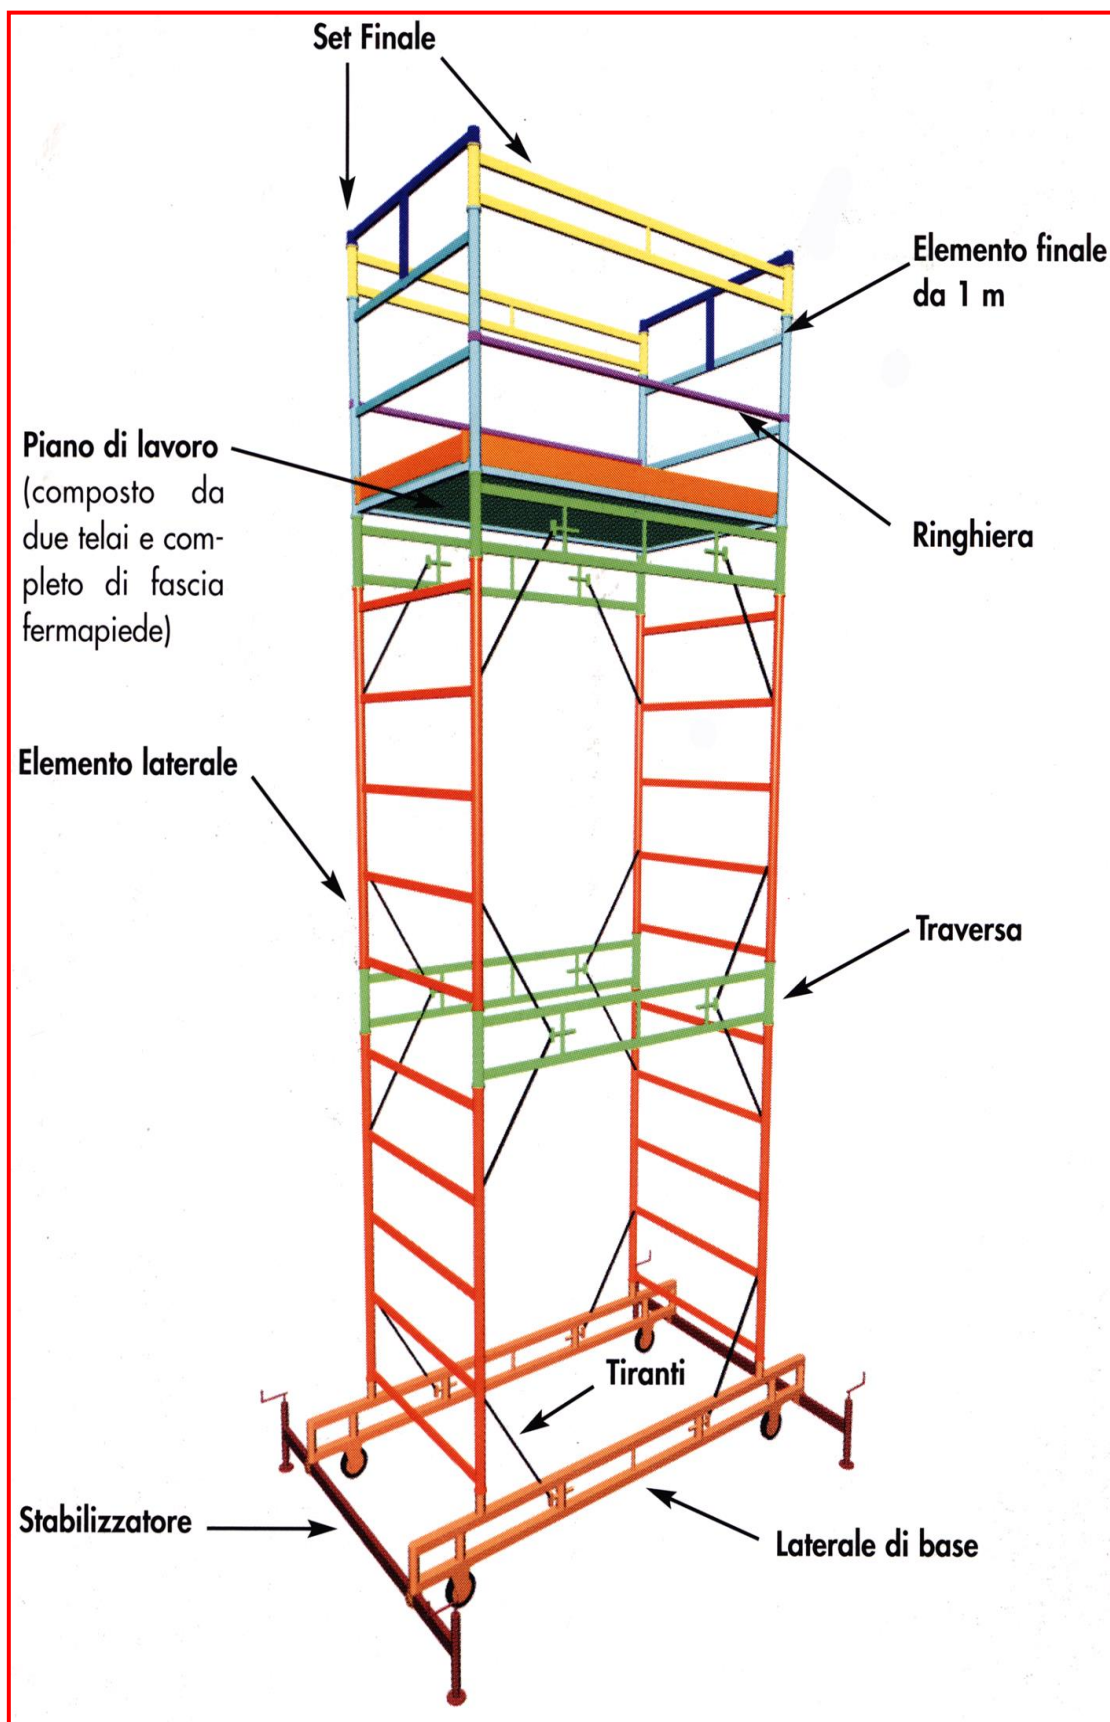 Set Finale
Elemento finale
da 1 m
Piano di lavoro
(composto da
due telai e com-
pleto di fascia
fermapiede)
Ringhiera
Elemento laterale
Traversa
Tiranti
Stabilizzatore
Laterale di base